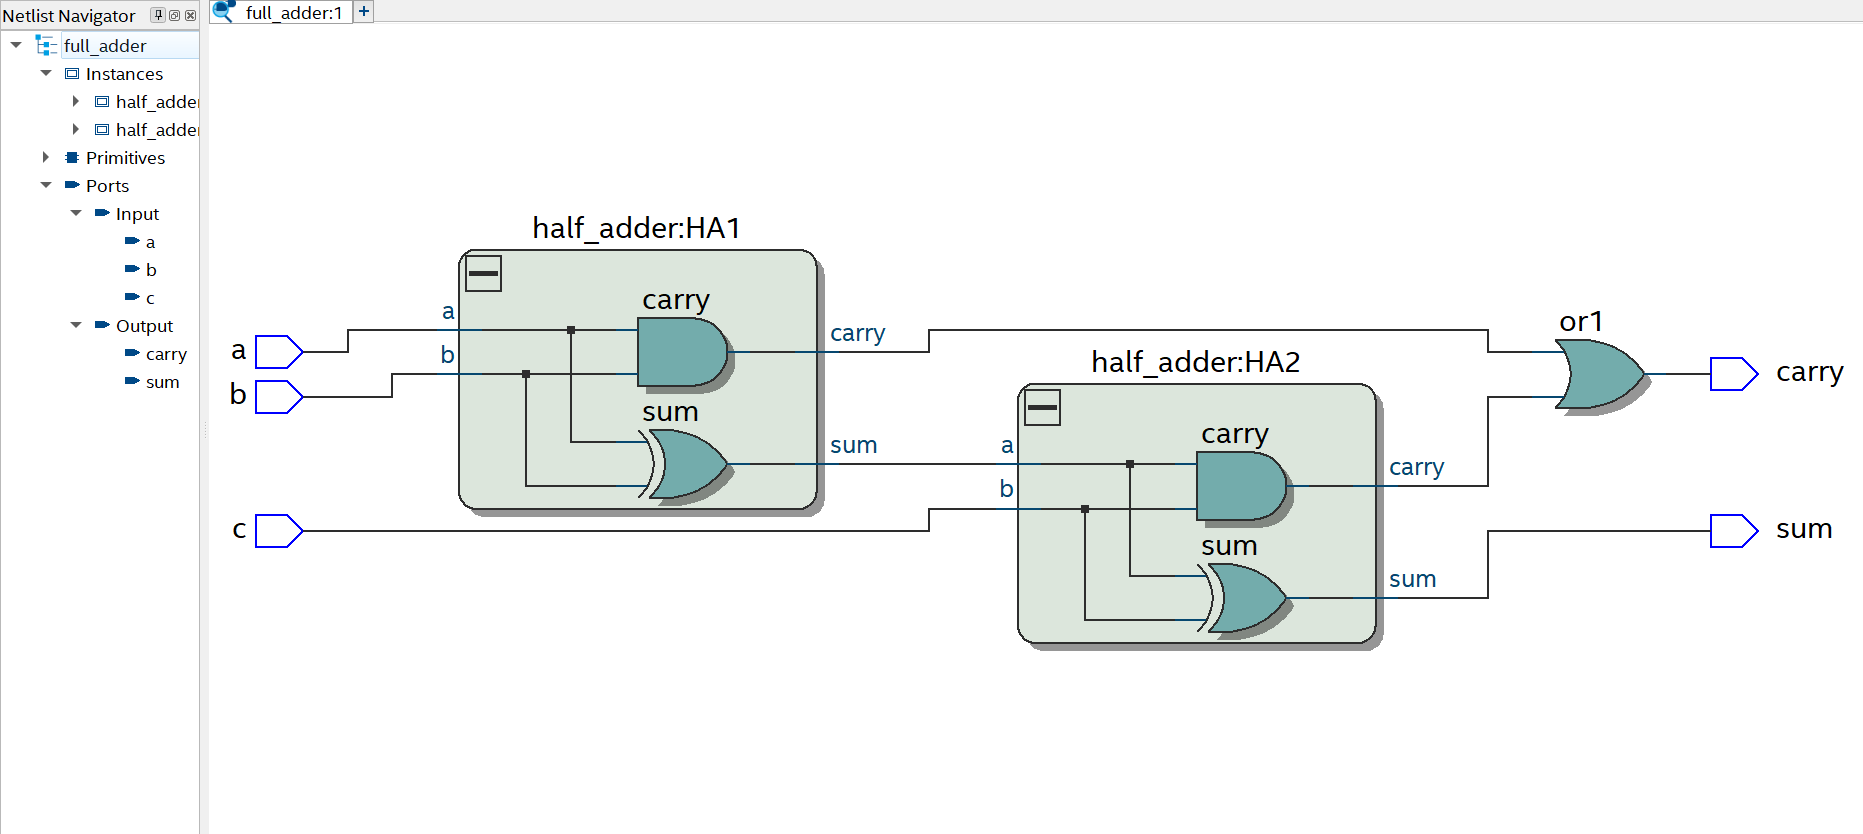 Netlist Navigator
full_adder
Instances
half_adde
half_adde
Primitives
Ports
Input
a
b
c
Output
carry
sum
full_adder:1
+
half_adder:HA1
carry
a
b
sum
carry
sum
a
b
c
half_adder:HA2
a
b
carry
sum
carry
sum
or1
carry
sum